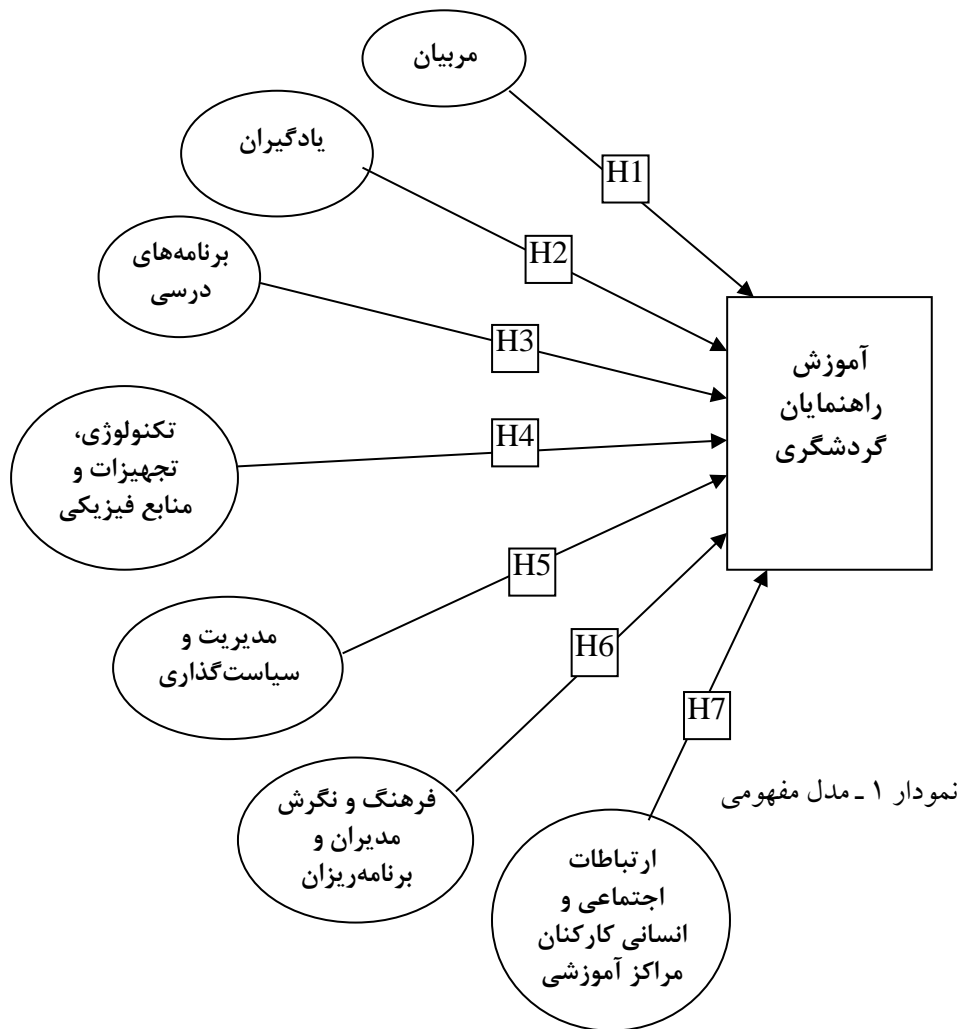 مربیان
H1
یادگیران
H2
برنامه‌های
درسی
H3
تکنولوژی،
تجهیزات و
منابع فیزیکی
H4
آموزش
راهنمایان
گردشگری
مدیریت و
سیاست‌گذاری
H5
فرهنگ و نگرش
مدیران و
برنامه‌ریزان
H6
ارتباطات
اجتماعی و
انسانی کارکنان
مراکز آموزشی
H7
نمودار ۱ ـ مدل مفهومی